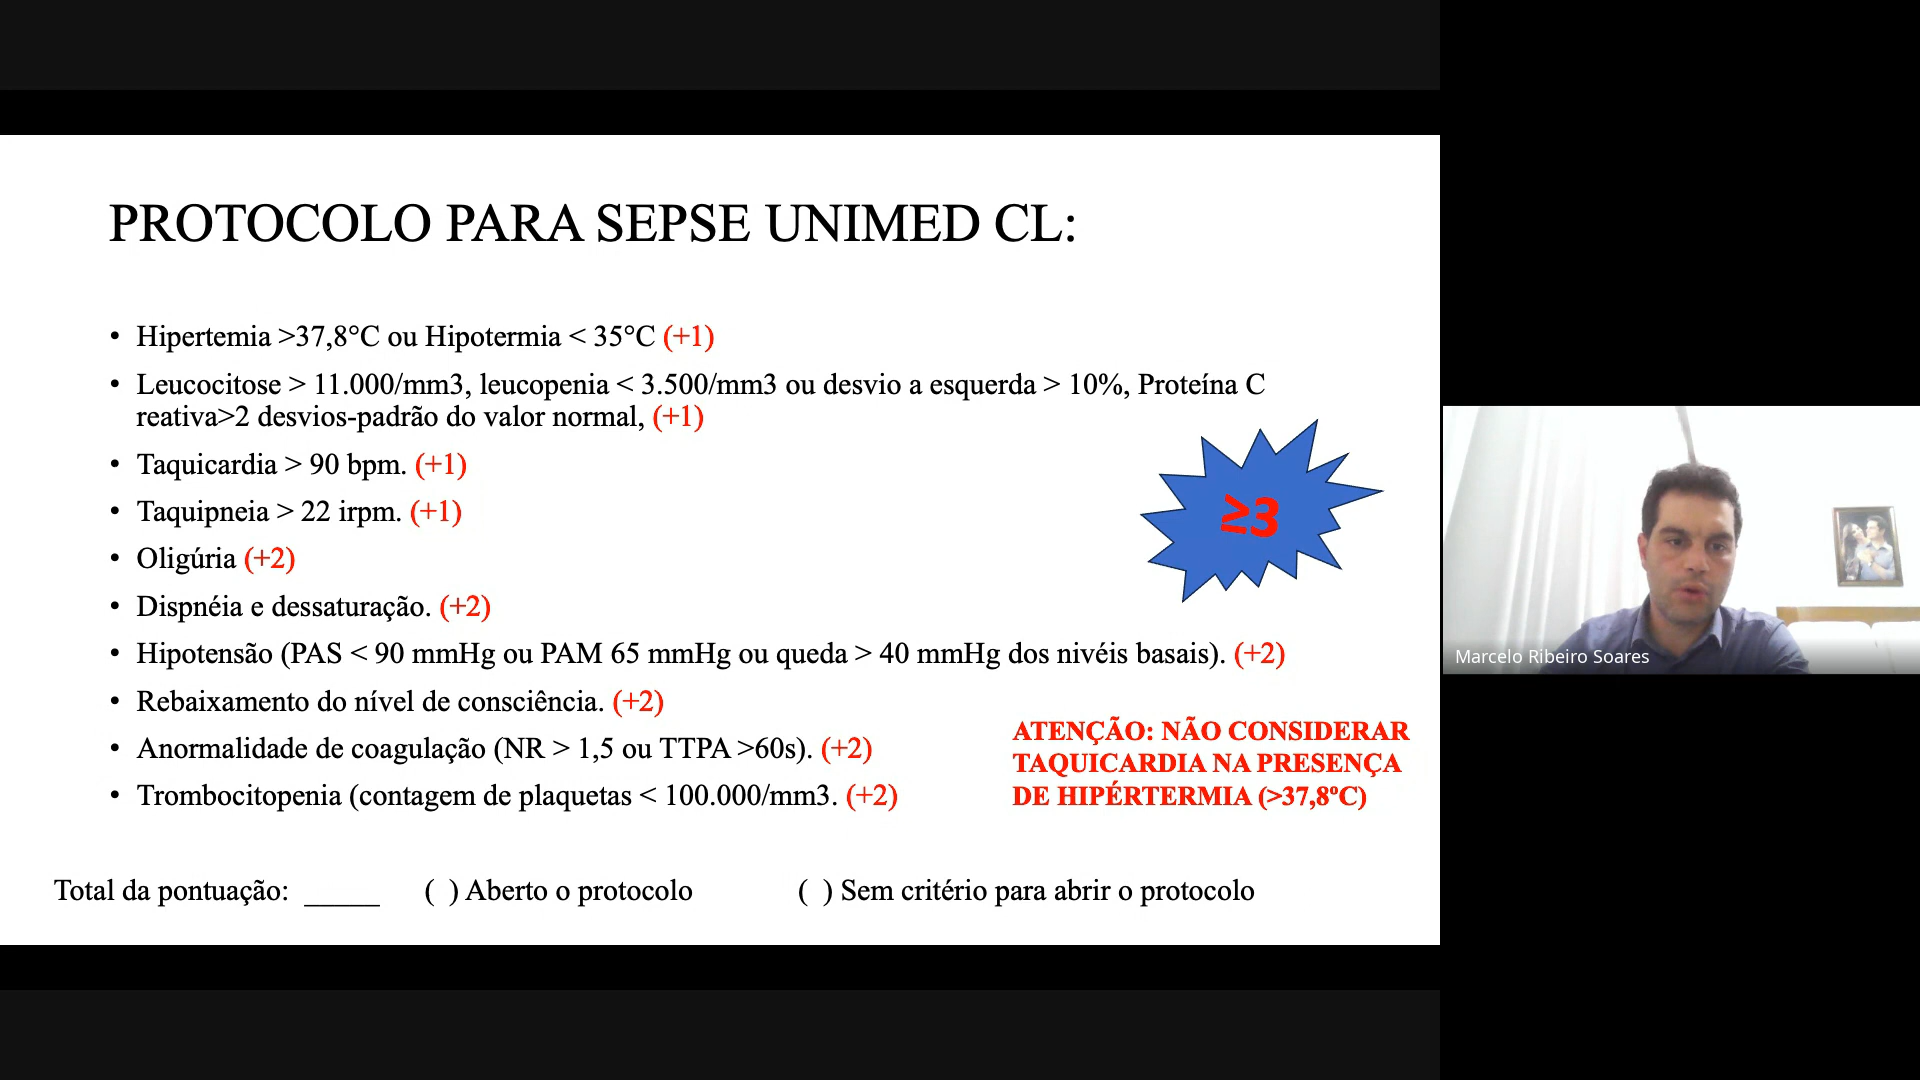 PROTOCOLO PARA SEPSE UNIMED CL:
• Hipertemia >37,8°C ou Hipotermia < 35°C (+1)
• Leucocitose > 11.000/mm3, leucopenia < 3.500/mm3 ou desvio a esquerda > 10%, Proteína C
reativa>2 desvios-padrão do valor normal, (+1)
• Taquicardia > 90 bpm. (+1)
• Taquipneia > 22 irpm. (+1)
• Oligúria (+2)
• Dispnéia e dessaturação. (+2)
• Hipotensão (PAS < 90 mmHg ou PAM 65 mmHg ou queda > 40 mmHg dos nivéis basais). (+2)
• Rebaixamento do nível de consciência. (+2)
• Anormalidade de coagulação (NR > 1,5 ou TTPA >60s). (+2)
• Trombocitopenia (contagem de plaquetas < 100.000/mm3. (+2)
≥3
ATENÇÃO: NÃO CONSIDERAR
TAQUICARDIA NA PRESENÇA
DE HIPÉRTERMIA (>37,8ºC)
Total da pontuação: _____ ( ) Aberto o protocolo ( ) Sem critério para abrir o protocolo
Marcelo Ribeiro Soares